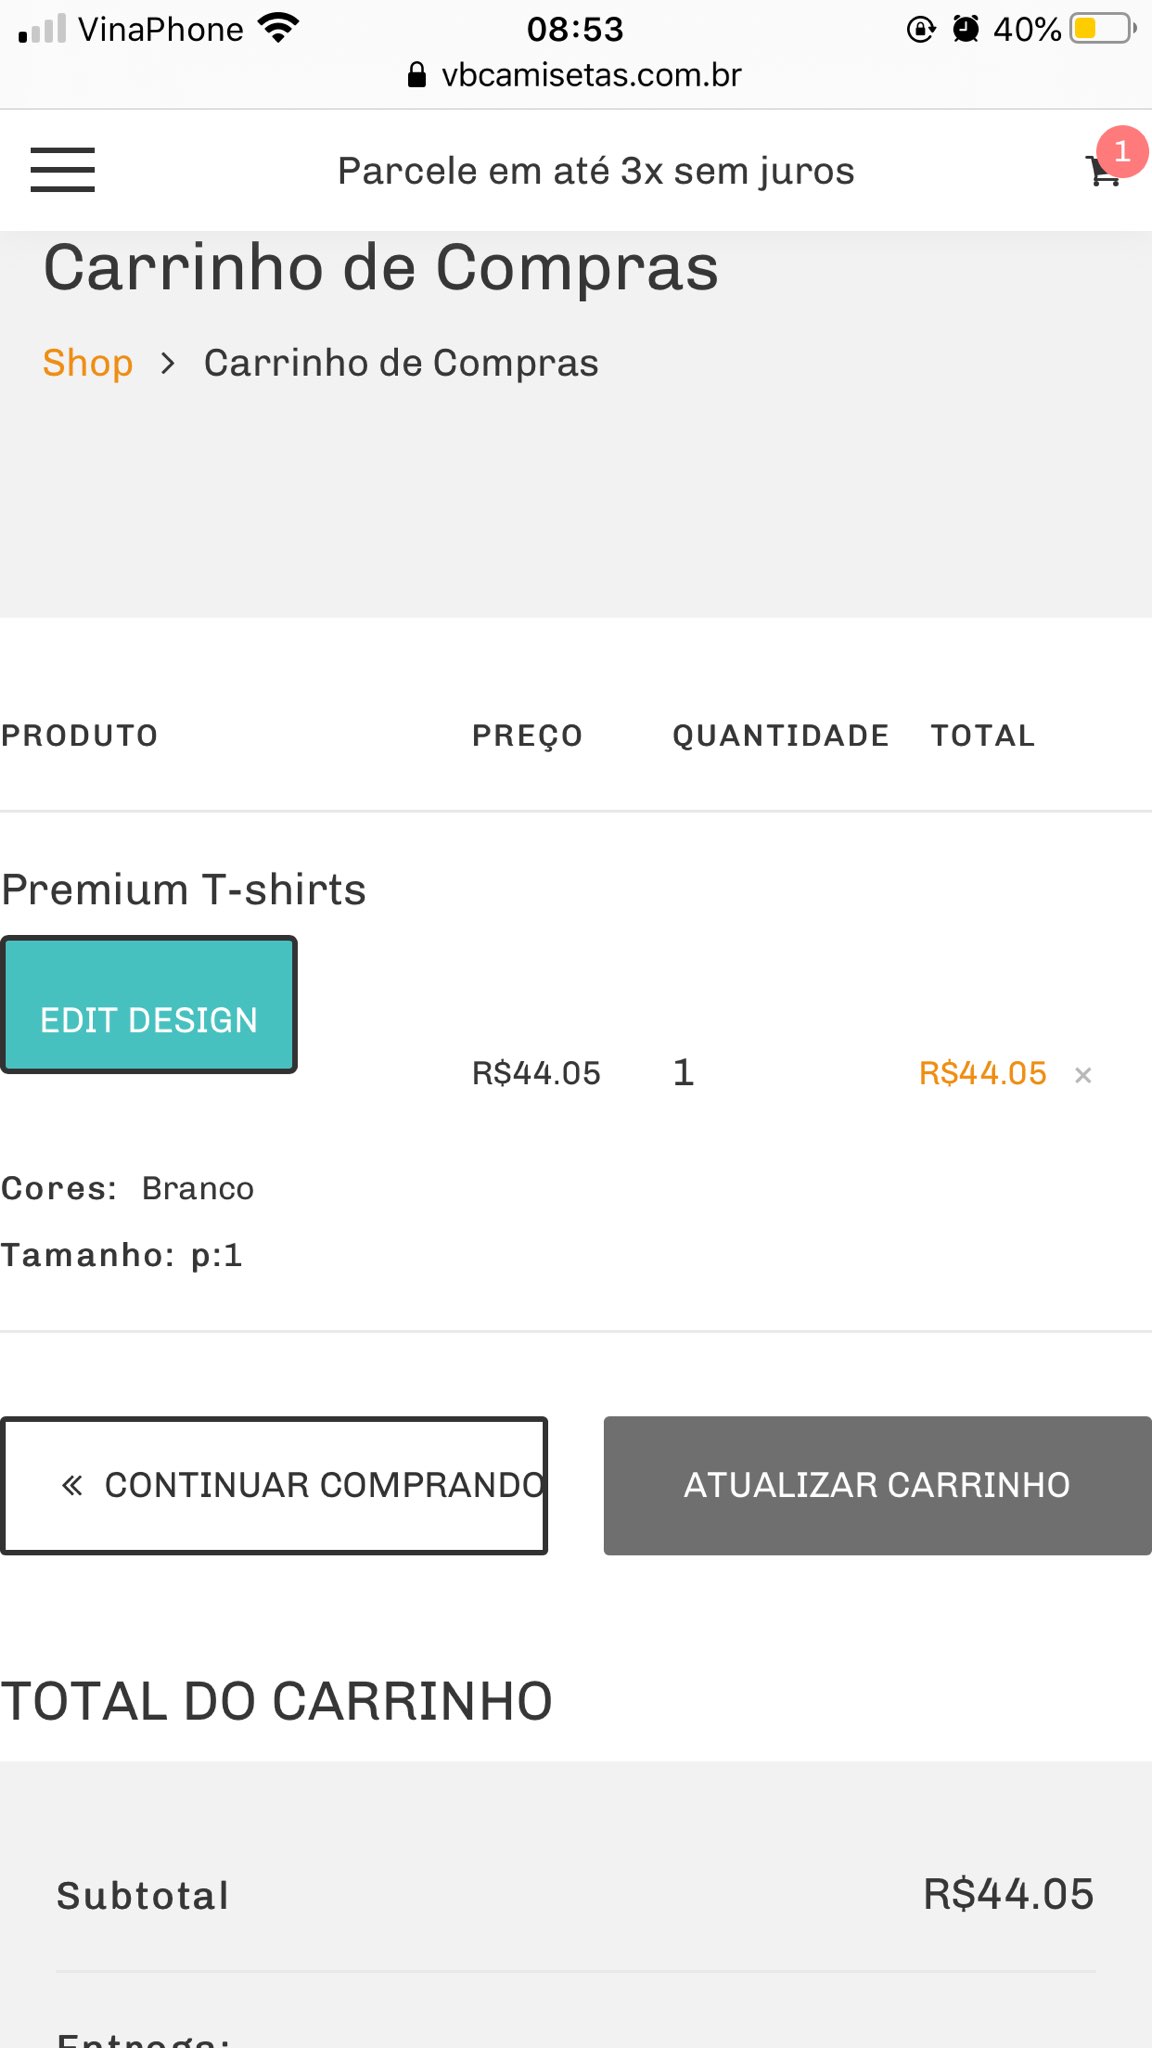 VinaPhone 08:53 40%
vbcamisetas.com.br
Parcele em até 3x sem juros 1
Carrinho de Compras
Shop > Carrinho de Compras
PRODUTO PREÇO QUANTIDADE TOTAL
Premium T-shirts
EDIT DESIGN
R$44.05 1 R$44.05 ×
Cores: Branco
Tamanho: p:1
« CONTINUAR COMPRANDO ATUALIZAR CARRINHO
TOTAL DO CARRINHO
Subtotal R$44.05
Entrega: